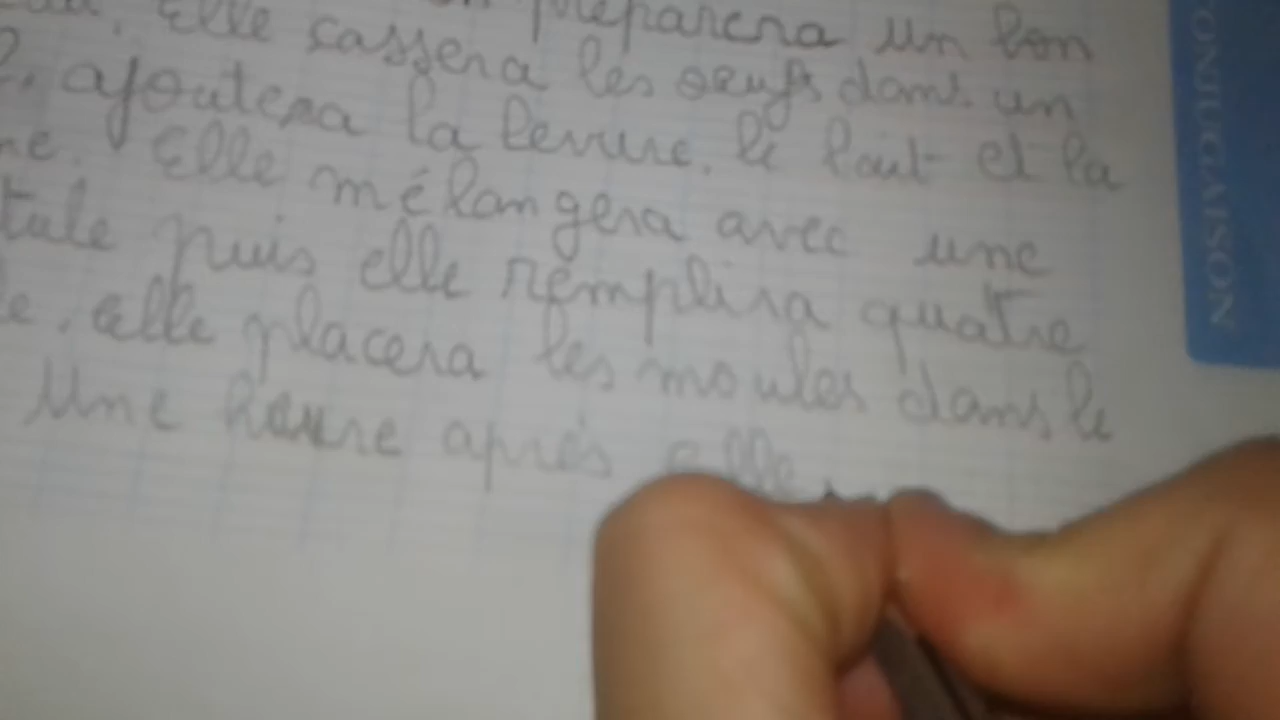 préparera un bon
Elle cassera les oeufs dans un
ajoutera la levure, le lait et la
Elle mélangera avec une
tule puis elle remplira quatre
elle placera les moules dans le
Une heure après elle
CONJUGAISON